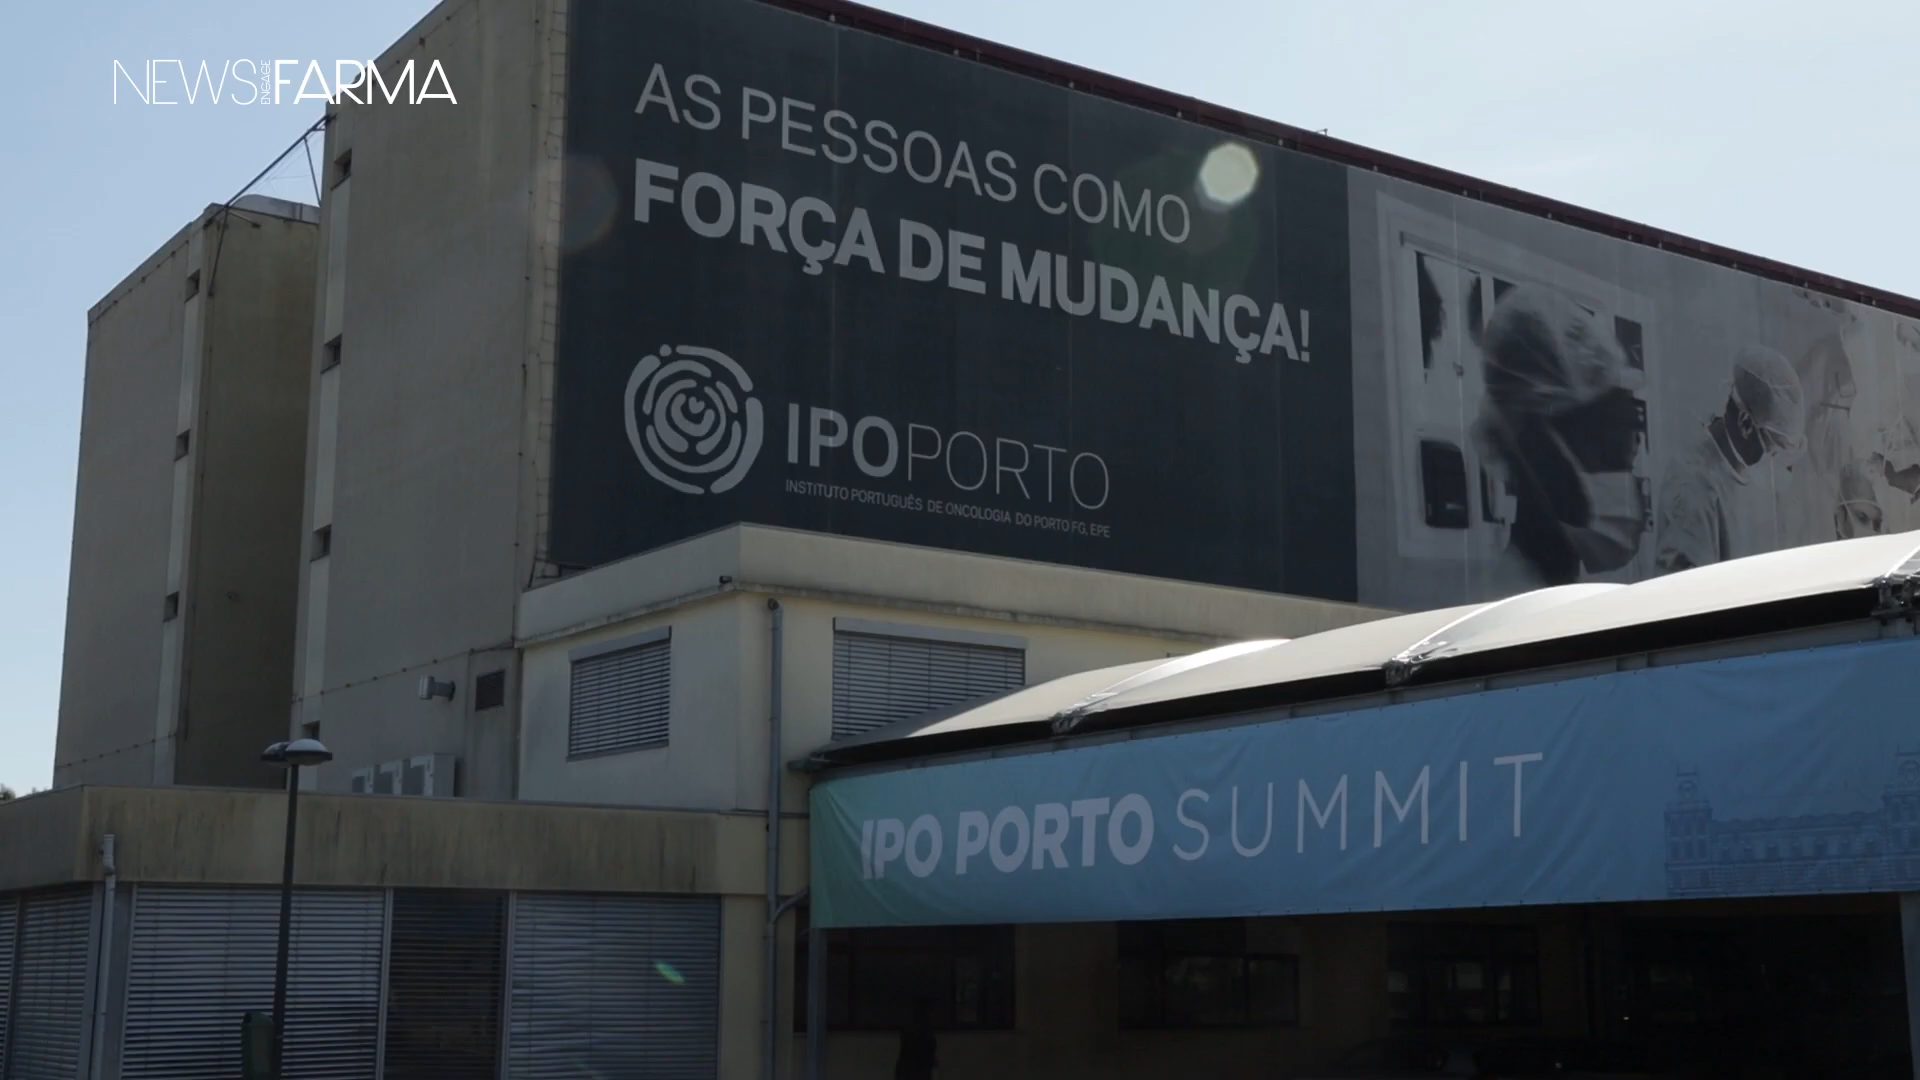 NEWS ENGAGE FARMA
AS PESSOAS COMO
FORÇA DE MUDANÇA!
IPOPORTO
INSTITUTO PORTUGUÊS DE ONCOLOGIA DO PORTO FG, EPE
IPO PORTO SUMMIT